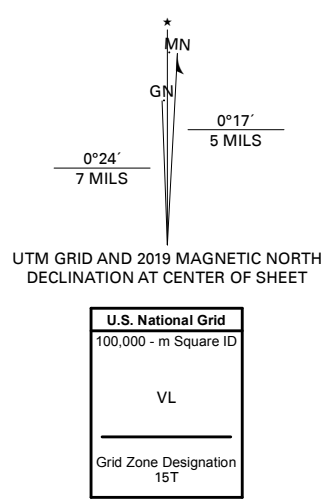 MN
GN
0°17´
5 MILS
0°24´
7 MILS
UTM GRID AND 2019 MAGNETIC NORTH
DECLINATION AT CENTER OF SHEET
U.S. National Grid
100,000 - m Square ID
VL
Grid Zone Designation
15T